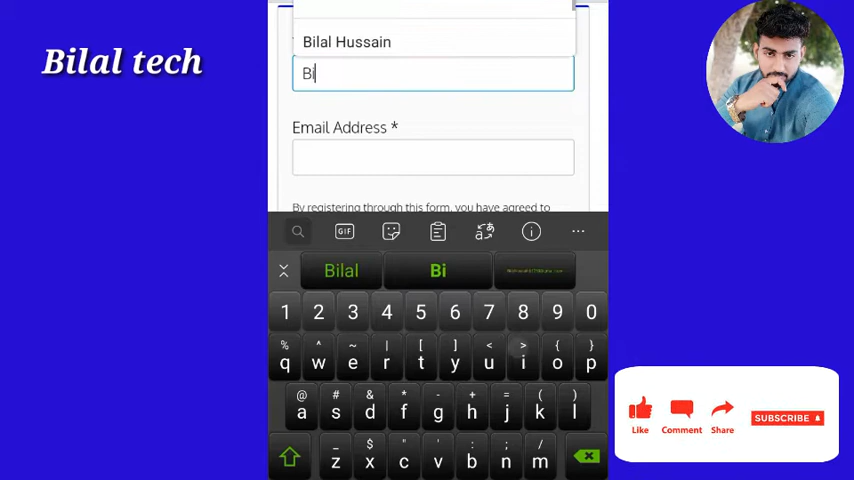 Bilal tech
Bilal Hussain
Bi
Email Address *
By registering through this form, you have agreed to
GIF
Bilal Bi
1 2 3 4 5 6 7 8 9 0
% ^ ~ | [ ] < > { }
q w e r t y u i o p
@ # & * - + = ( )
a s d f g h j k l
_ $ " ' : ; /
z x c v b n m
Like Comment Share SUBSCRIBE